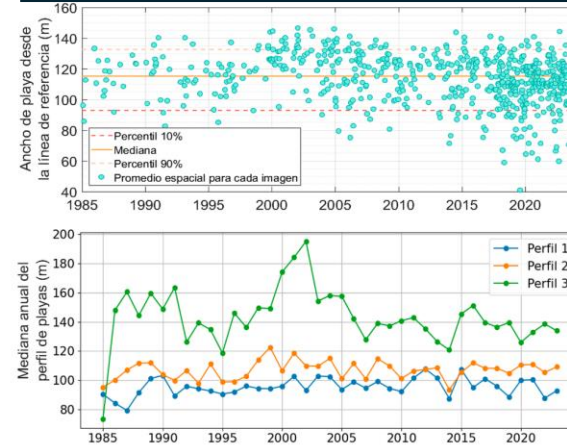 Ancho de playa desde
la línea de referencia (m)
160
140
120
100
80
60
40
Percentil 10%
Mediana
Percentil 90%
Promedio espacial para cada imagen
1985
1990
1995
2000
2005
2010
2015
2020
Mediana anual del
perfil de playas (m)
200
180
160
140
120
100
80
Perfil 1
Perfil 2
Perfil 3
1985
1990
1995
2000
2005
2010
2015
2020